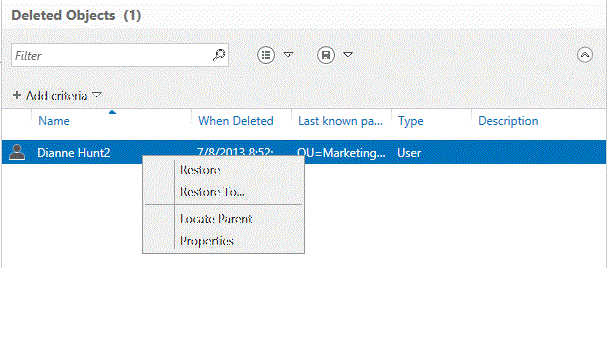 Deleted Objects (1)
Filter
+ Add criteria
Name When Deleted Last known pa... Type Description
Dianne Hunt2 7/8/2013 8:52: OU=Marketing... User
Restore
Restore To...
Locate Parent
Properties